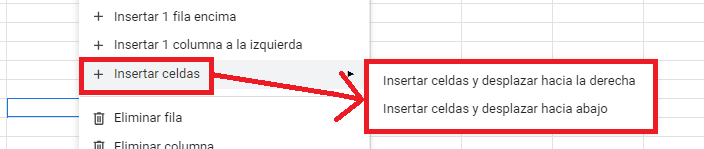 Insertar 1 fila encima
Insertar 1 columna a la izquierda
Insertar celdas
Insertar celdas y desplazar hacia la derecha
Insertar celdas y desplazar hacia abajo
Eliminar fila
Eliminar columna